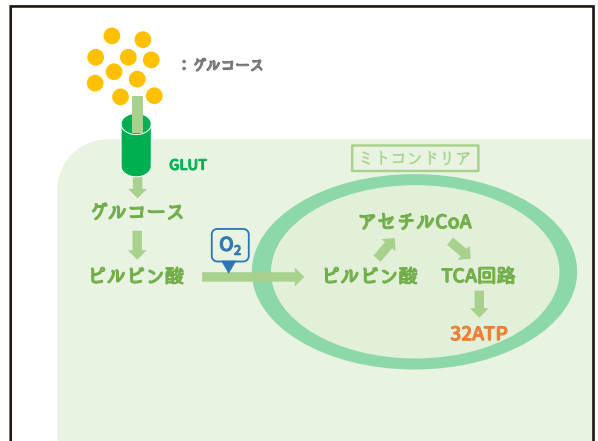 ：グルコース
GLUT
ミトコンドリア
グルコース
アセチルCoA
O₂
ピルビン酸
ピルビン酸
TCA回路
32ATP